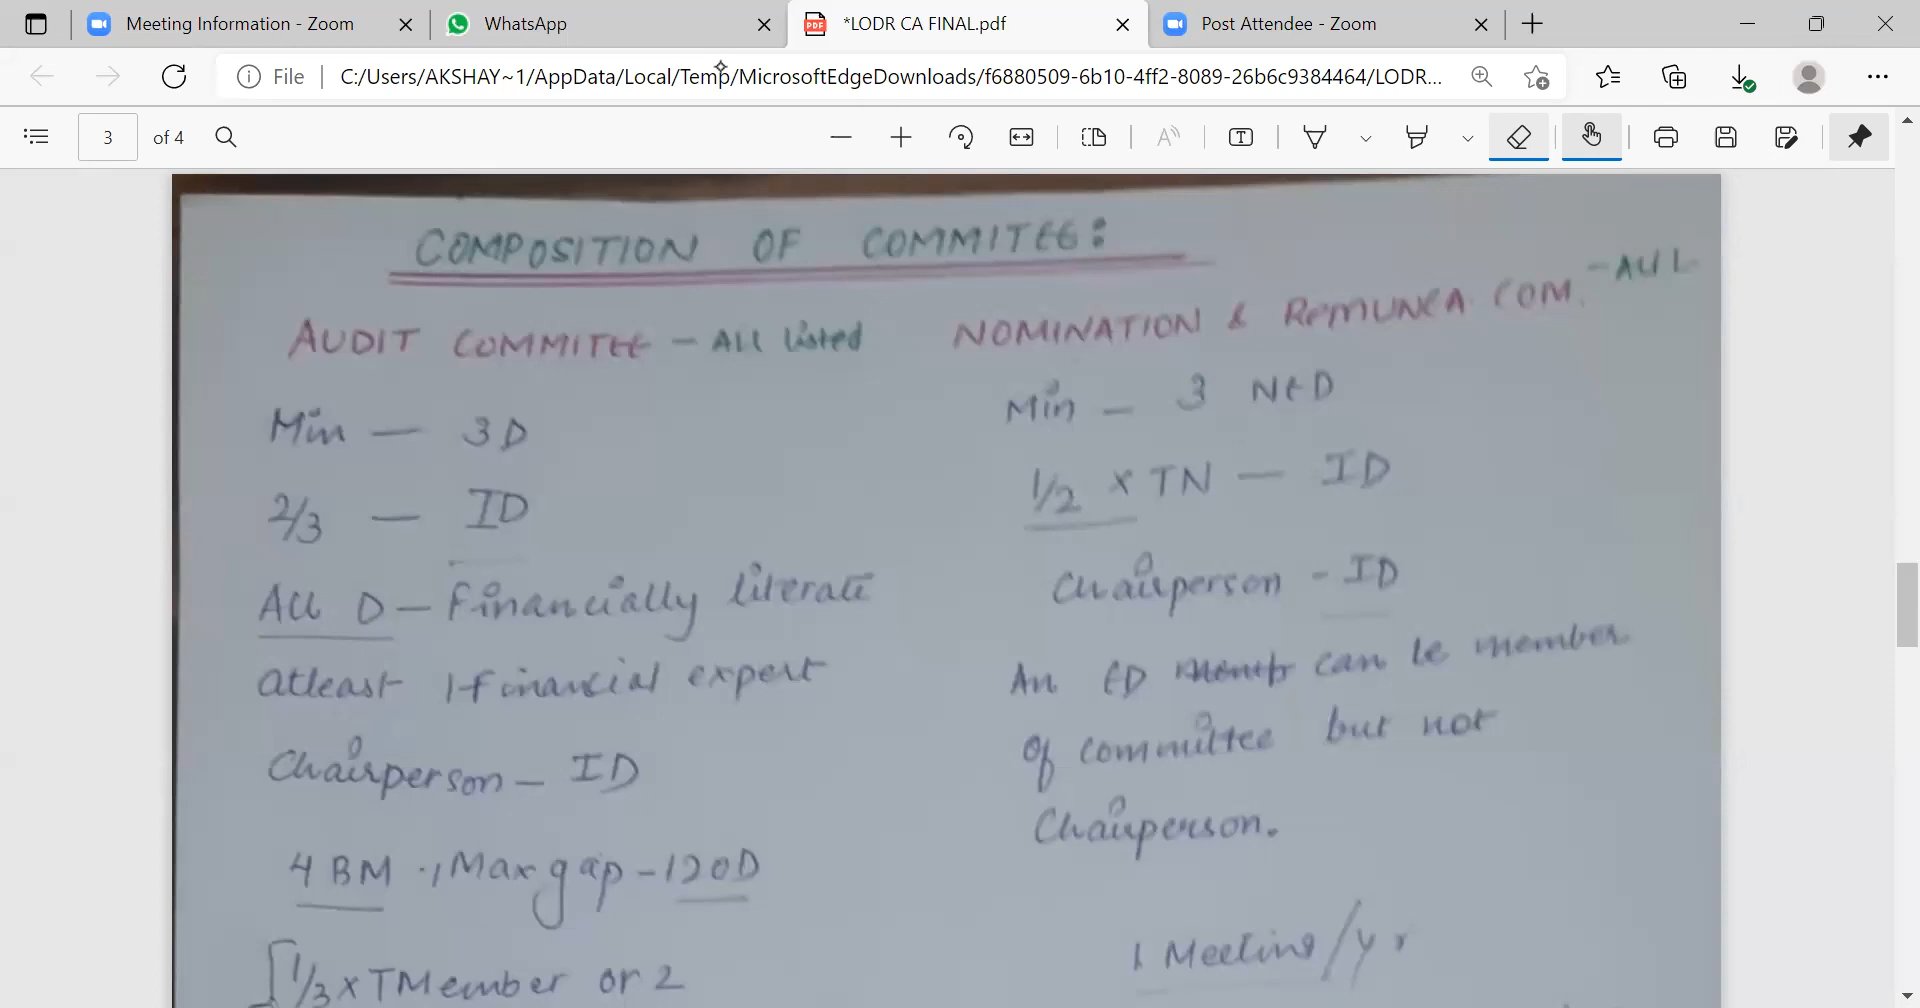 Meeting Information - Zoom
WhatsApp
*LODR CA FINAL.pdf
Post Attendee - Zoom
File
C:/Users/AKSHAY~1/AppData/Local/Temp/MicrosoftEdgeDownloads/f6880509-6b10-4ff2-8089-26b6c9384464/LODR...
3 of 4
COMPOSITION OF COMMITEE:
AUDIT COMMITEE - ALL listed
Min - 3D
2/3 - ID
All D - Financially literate
atleast 1 financial expert
Chairperson - ID
4 BM , Max gap - 120D
1/3 x TMember or 2
NOMINATION & REMUNERA. COM. - ALL
Min - 3 NED
1/2 x TN - ID
Chairperson - ID
An ED can be member
of committee but not
Chairperson.
1 Meeting/yr